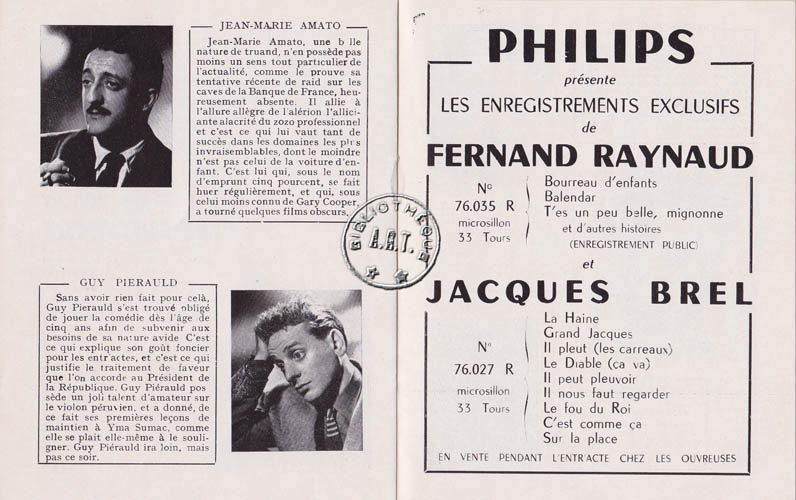 JEAN-MARIE AMATO
Jean-Marie Amato, une b lle
nature de truand, n'en possède pas
moins un sens tout particulier de
l'actualité, comme le prouve sa
tentative récente de raid sur les
caves de la Banque de France, heu-
reusement absente. Il allie à
l'allure allègre de l'alérion l'allici-
ante alacrité du zozo professionnel
et c'est ce qui lui vaut tant de
succès dans les domaines les plus
invraisemblables, dont le moindre
n'est pas celui de la voiture d'en-
fant. C'est lui qui, sous le nom
d'emprunt cinq pourcent, se fait
huer régulièrement, et qui, sous
celui moins connu de Gary Cooper,
a tourné quelques films obscurs.
GUY PIERAULD
Sans avoir rien fait pour celà,
Guy Pierauld s'est trouvé obligé
de jouer la comédie dès l'âge de
cinq ans afin de subvenir aux
besoins de sa nature avide C'est
ce qui explique son goût foncier
pour les entr'actes, et c'est ce qui
justifie le traitement de faveur
que l'on accorde au Président de
la République. Guy Piérauld pos
sède un joli talent d'amateur sur
le violon péruvien, et a donné, de
ce fait ses premières leçons de
maintien à Yma Sumac, comme
elle se plait elle-même à le souli-
gner. Guy Piérauld ira loin, mais
pas ce soir.
BIBLIOTHÈQUE
A.R.T.
PHILIPS
présente
LES ENREGISTREMENTS EXCLUSIFS
de
FERNAND RAYNAUD
No
76.035 R
microsillon
33 Tours
Bourreau d'enfants
Balendar
T'es un peu belle, mignonne
et d'autres histoires
(ENREGISTREMENT PUBLIC)
et
JACQUES BREL
No
76.027 R
microsillon
33 Tours
La Haine
Grand Jacques
Il pleut (les carreaux)
Le Diable (ça va)
Il peut pleuvoir
Il nous faut regarder
Le fou du Roi
C'est comme ça
Sur la place
EN VENTE PENDANT L'ENTR'ACTE CHEZ LES OUVREUSES